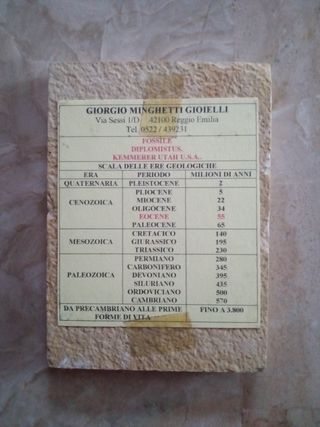 GIORGIO MINGHETTI GIOIELLI
Via Sessi 1/D 42100 Reggio Emilia
Tel. 0522 / 439231
FOSSILE
DIPLOMISTUS.
KEMMERER UTAH U.S.A..
SCALA DELLE ERE GEOLOGICHE
ERA PERIODO MILIONI DI ANNI
QUATERNARIA PLEISTOCENE 2
PLIOCENE 5
MIOCENE 22
CENOZOICA OLIGOCENE 34
EOCENE 55
PALEOCENE 65
CRETACICO 140
MESOZOICA GIURASSICO 195
TRIASSICO 230
PERMIANO 280
CARBONIFERO 345
PALEOZOICA DEVONIANO 395
SILURIANO 435
ORDOVICIANO 500
CAMBRIANO 570
DA PRECAMBRIANO ALLE PRIME FINO A 3.800
FORME DI VITA